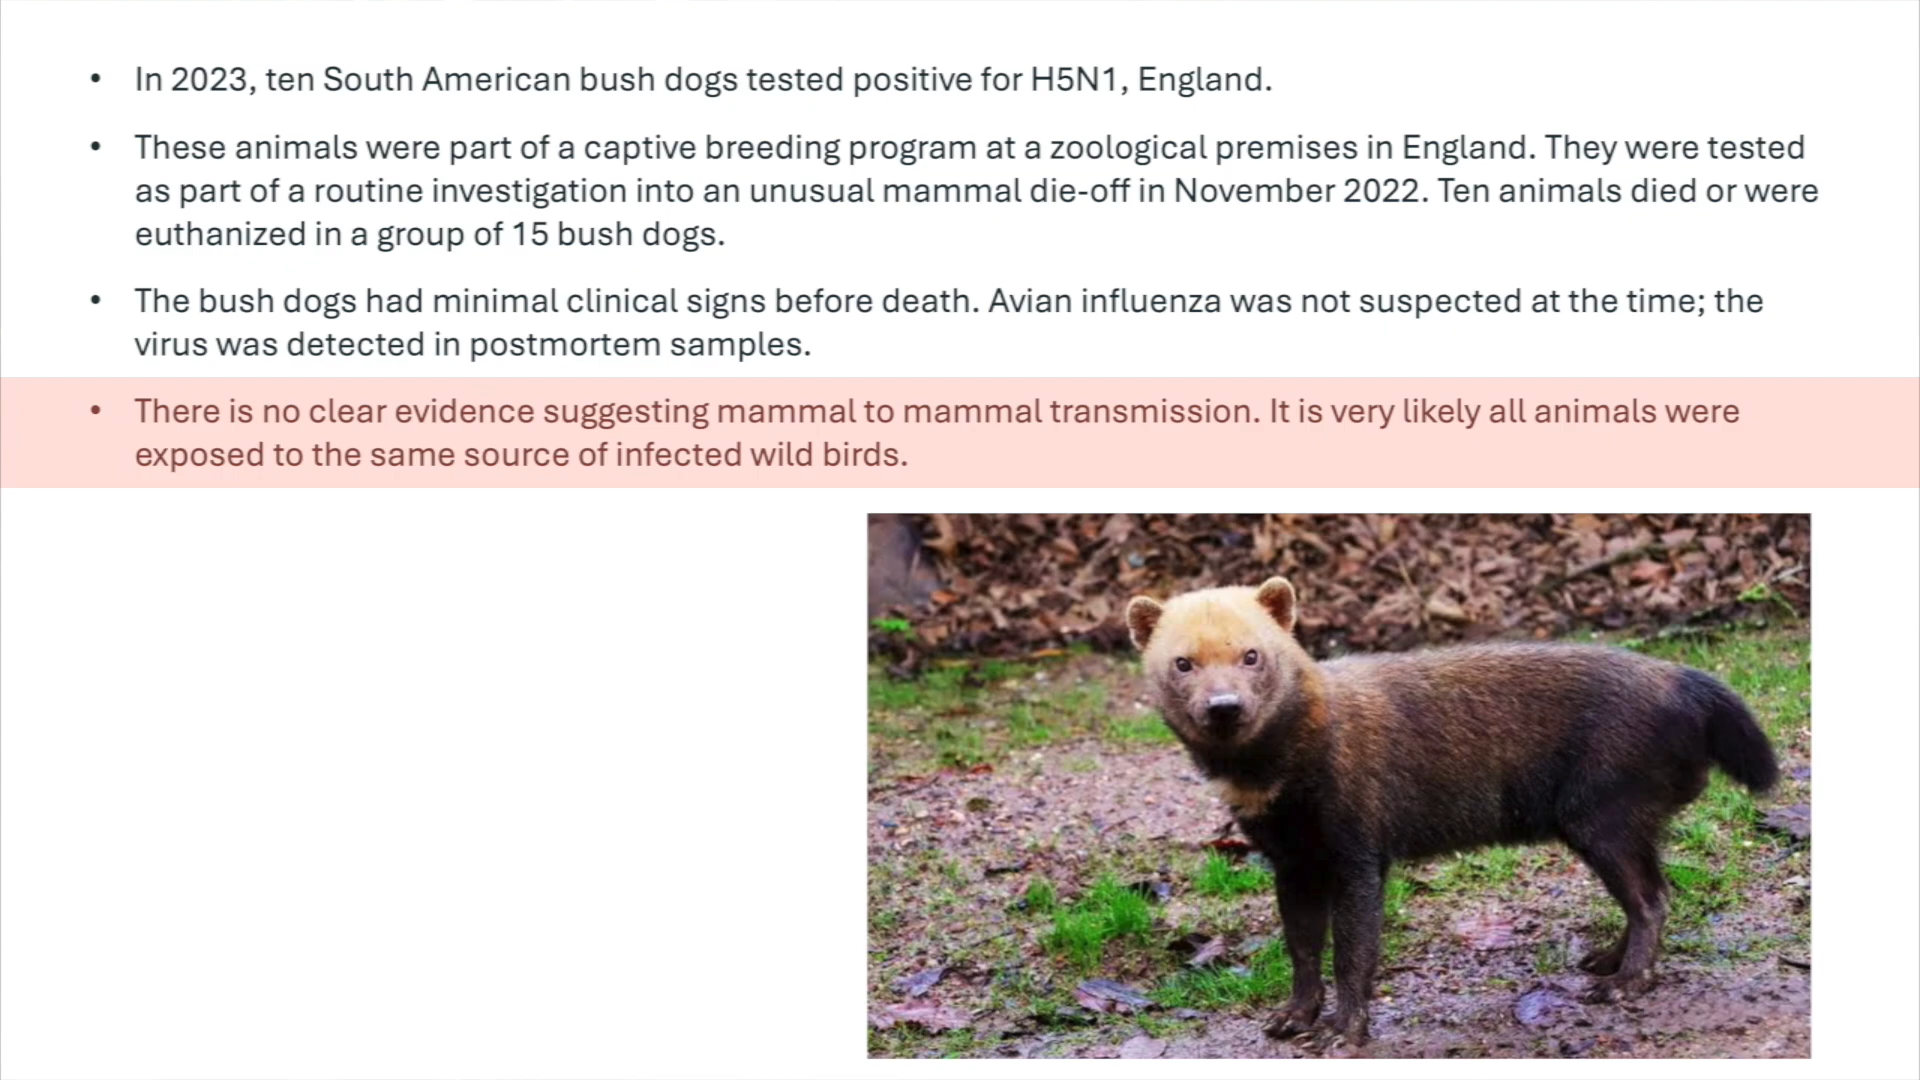 • In 2023, ten South American bush dogs tested positive for H5N1, England.
• These animals were part of a captive breeding program at a zoological premises in England. They were tested
as part of a routine investigation into an unusual mammal die-off in November 2022. Ten animals died or were
euthanized in a group of 15 bush dogs.
• The bush dogs had minimal clinical signs before death. Avian influenza was not suspected at the time; the
virus was detected in postmortem samples.
• There is no clear evidence suggesting mammal to mammal transmission. It is very likely all animals were
exposed to the same source of infected wild birds.